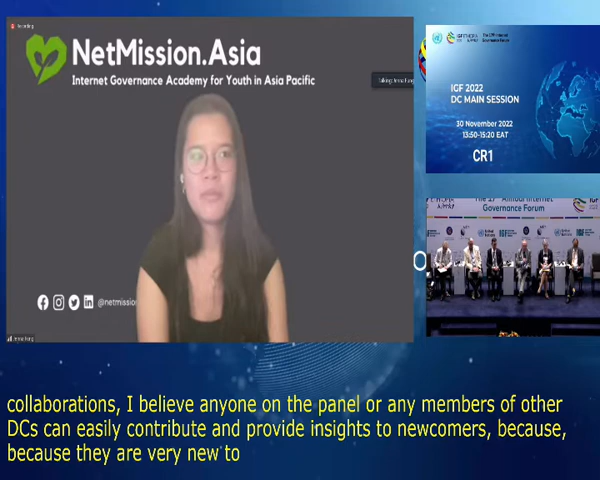 NetMission.Asia
Internet Governance Academy for Youth in Asia Pacific
@netmission
IGF 2022
DC MAIN SESSION
30 November 2022
13:50-15:20 EAT
CR1
Governance Forum
collaborations, I believe anyone on the panel or any members of other
DCs can easily contribute and provide insights to newcomers, because,
because they are very new to